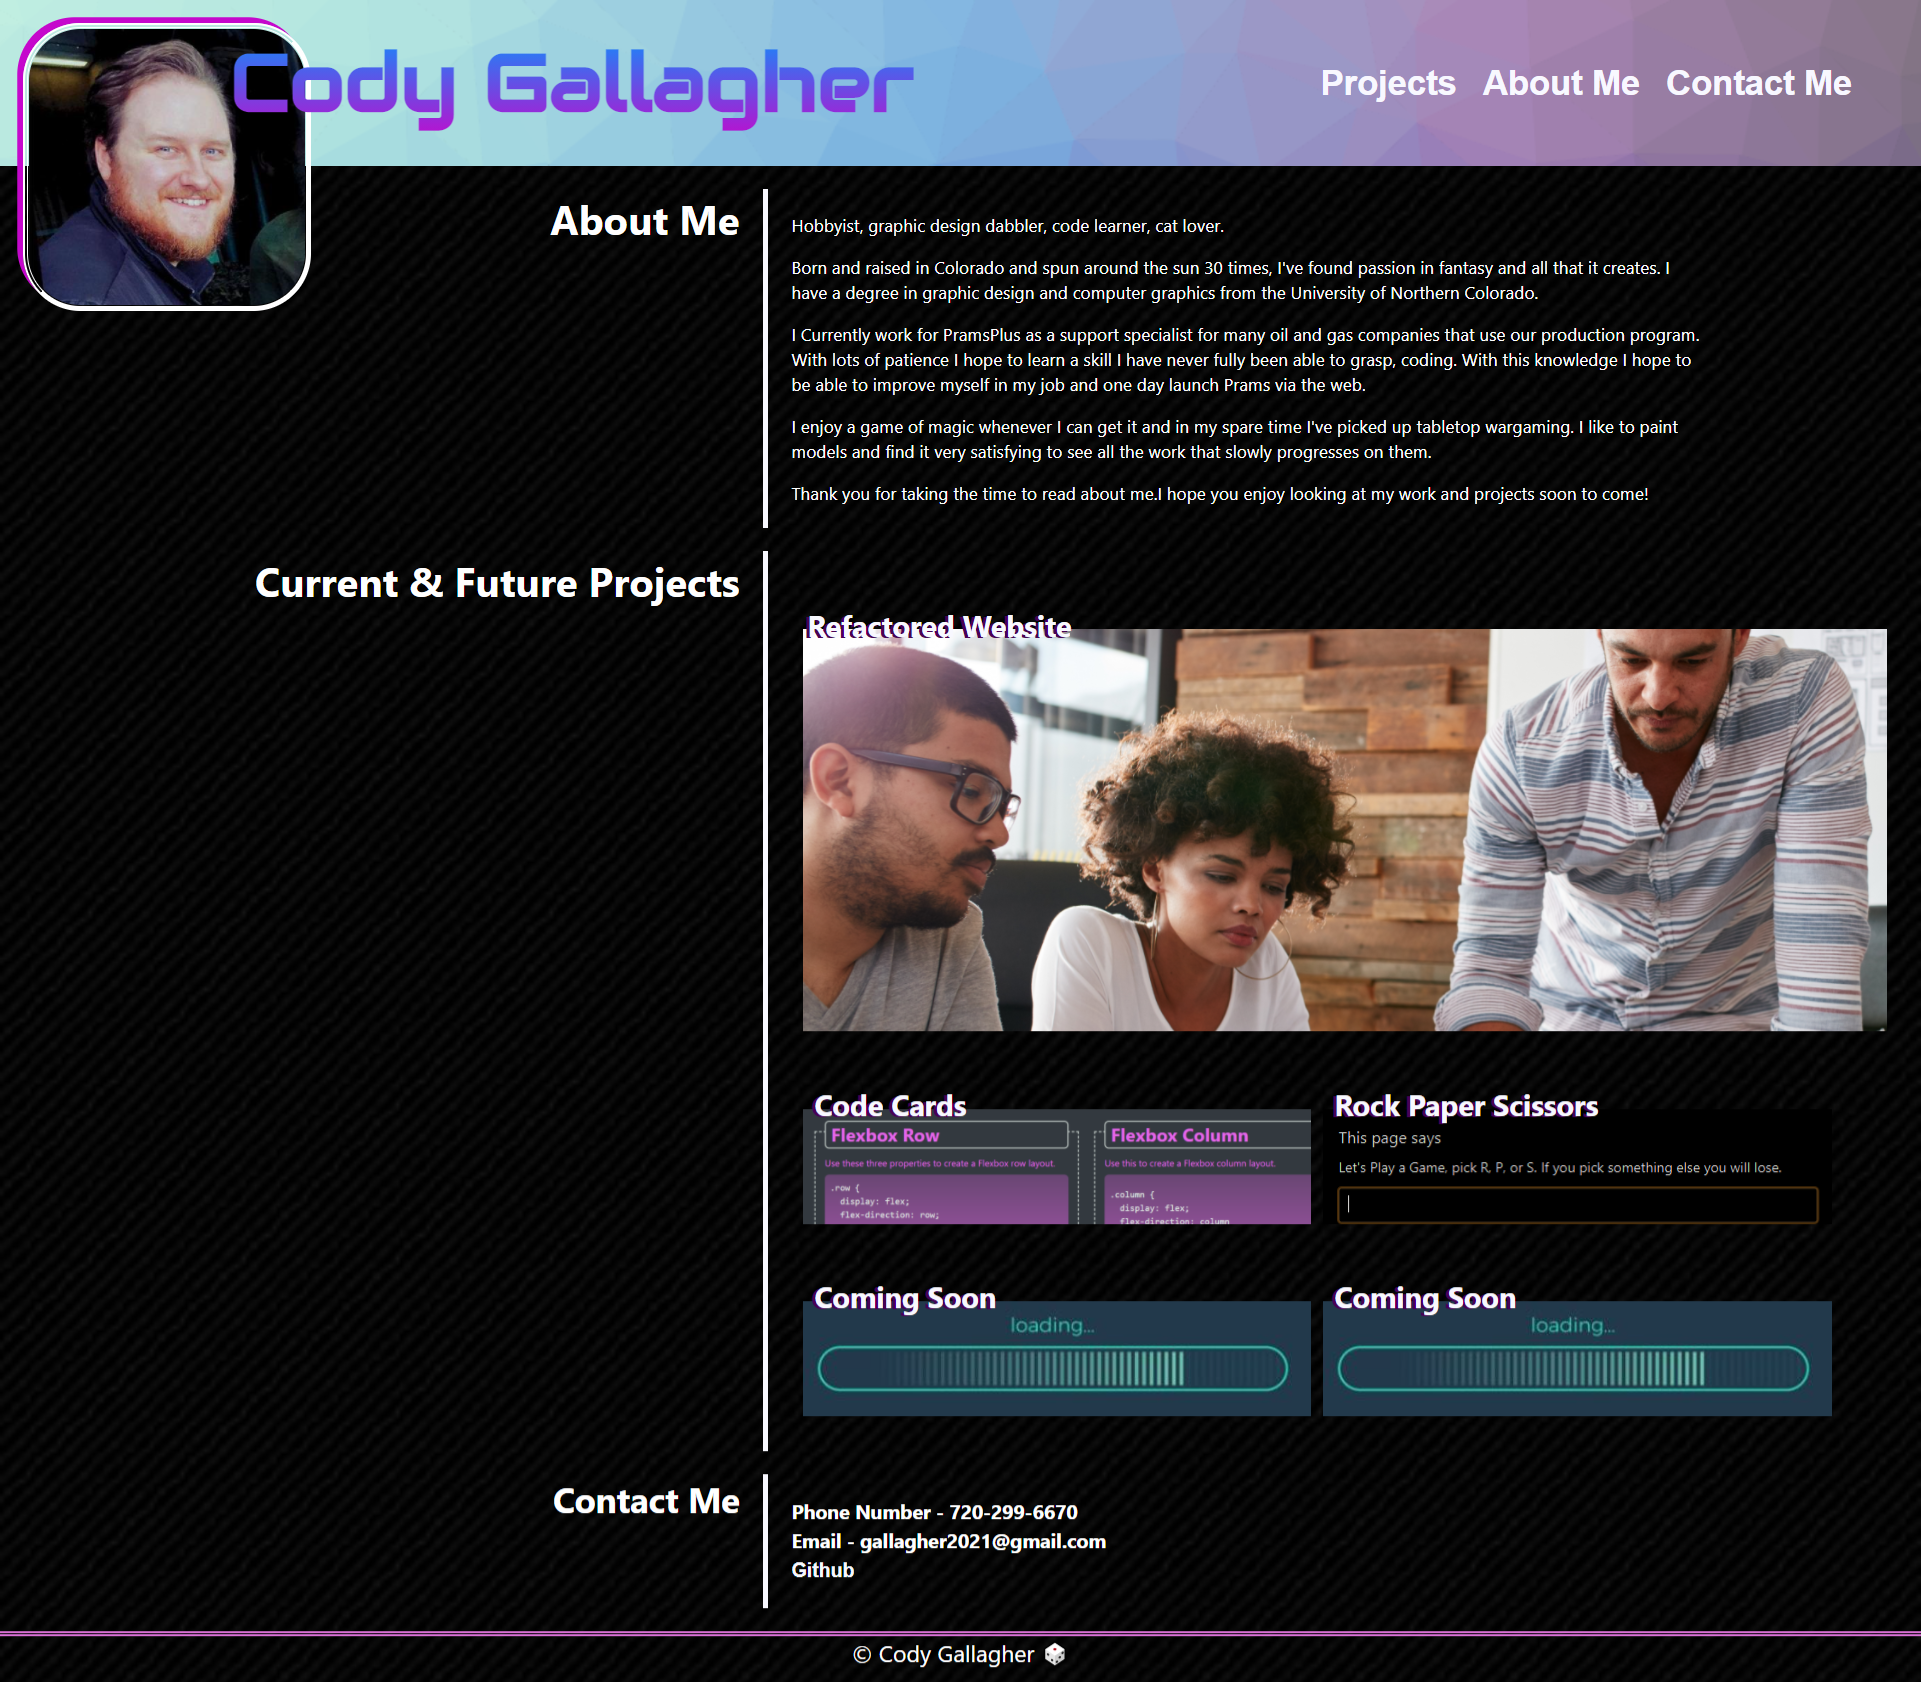 Cody Gallagher
Projects About Me Contact Me
About Me
Hobbyist, graphic design dabbler, code learner, cat lover.
Born and raised in Colorado and spun around the sun 30 times, I've found passion in fantasy and all that it creates. I
have a degree in graphic design and computer graphics from the University of Northern Colorado.
I Currently work for PramsPlus as a support specialist for many oil and gas companies that use our production program.
With lots of patience I hope to learn a skill I have never fully been able to grasp, coding. With this knowledge I hope to
be able to improve myself in my job and one day launch Prams via the web.
I enjoy a game of magic whenever I can get it and in my spare time I've picked up tabletop wargaming. I like to paint
models and find it very satisfying to see all the work that slowly progresses on them.
Thank you for taking the time to read about me.I hope you enjoy looking at my work and projects soon to come!
Current & Future Projects
Refactored Website
Code Cards
Flexbox Row
Use these three properties to create a Flexbox row layout.
.row {
display: flex;
flex-direction: row;
Flexbox Column
Use this to create a Flexbox column layout.
.column {
display: flex;
flex-direction: column
Rock Paper Scissors
This page says
Let's Play a Game, pick R, P, or S. If you pick something else you will lose.
Coming Soon
loading...
Coming Soon
loading...
Contact Me
Phone Number - 720-299-6670
Email - gallagher2021@gmail.com
Github
© Cody Gallagher 🎲